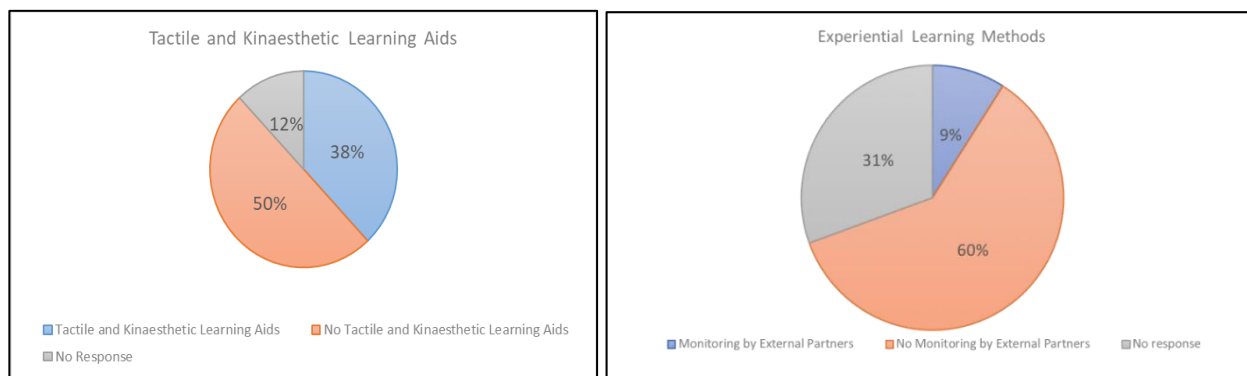 Tactile and Kinaesthetic Learning Aids
12%
38%
50%
Tactile and Kinaesthetic Learning Aids
No Tactile and Kinaesthetic Learning Aids
No Response
Experiential Learning Methods
9%
31%
60%
Monitoring by External Partners
No Monitoring by External Partners
No response